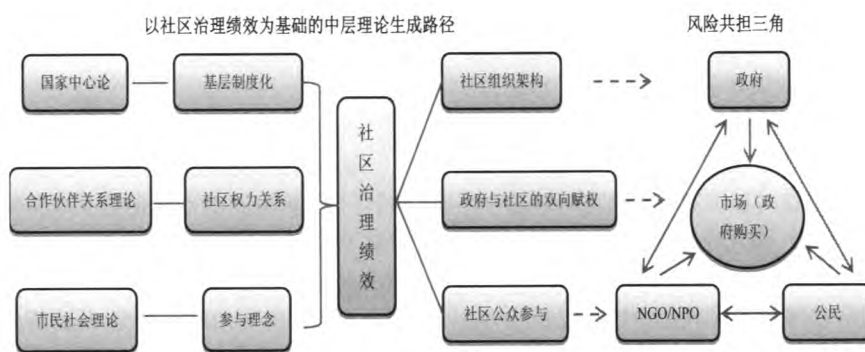 以社区治理绩效为基础的中层理论生成路径
风险共担三角
国家中心论
基层制度化
社区组织架构
政府
合作伙伴关系理论
社区权力关系
社区治理绩效
政府与社区的双向赋权
市场（政
府购买）
市民社会理论
参与理念
社区公众参与
NGO/NPO
公民